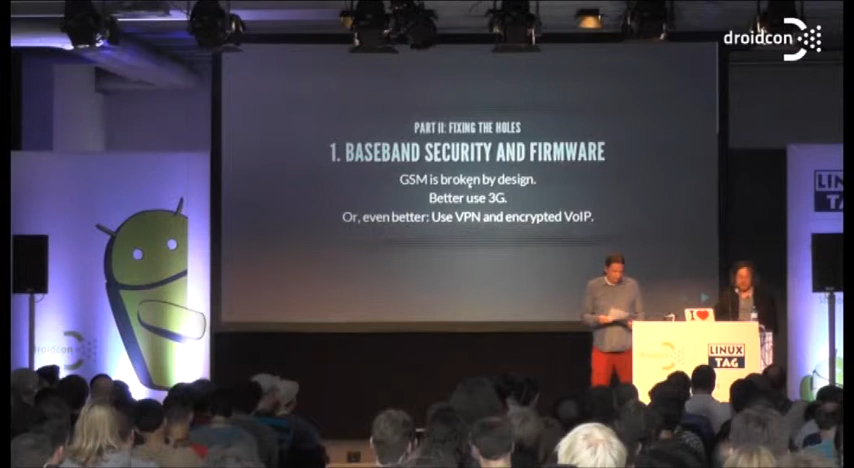 droidcon
PART II: FIXING THE HOLES
1. BASEBAND SECURITY AND FIRMWARE
GSM is broken by design.
Better use 3G.
Or, even better: Use VPN and encrypted VoIP.
LINUX
TAG
droidcon
I
LINUX
TAG